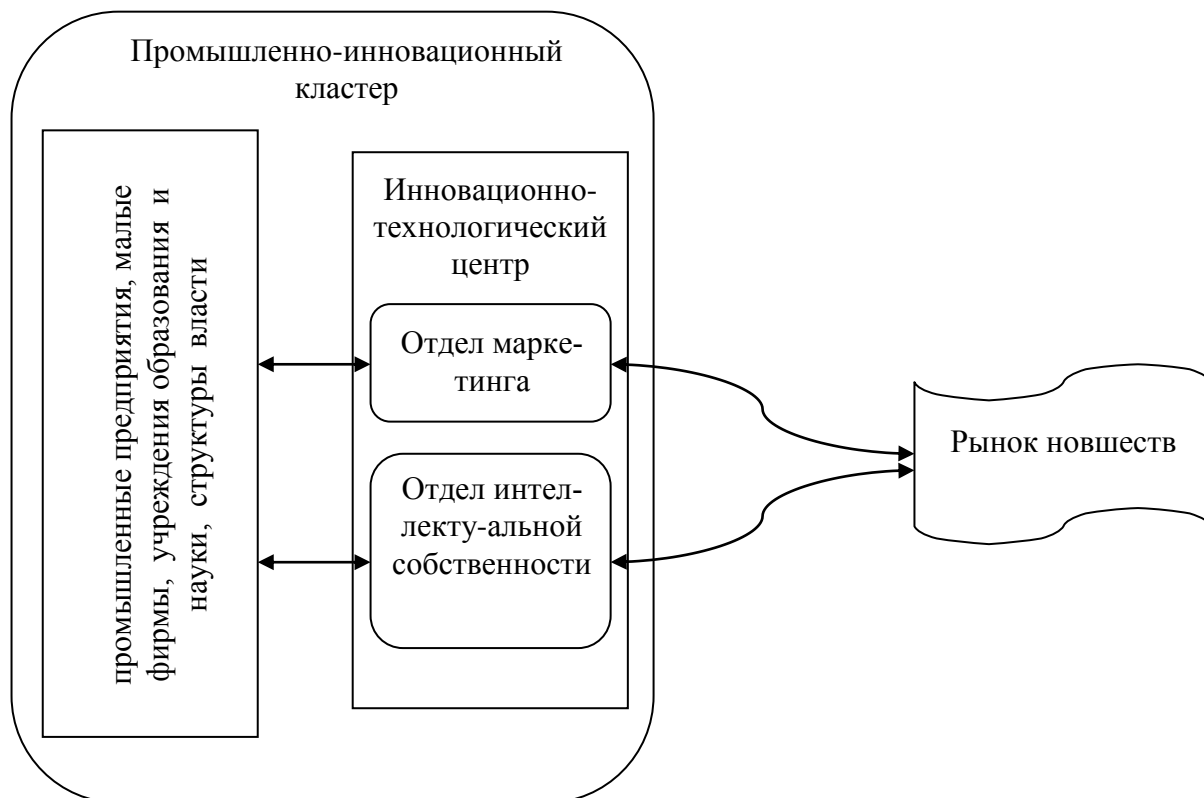 Промышленно-инновационный
кластер
промышленные предприятия, малые
фирмы, учреждения образования и
науки, структуры власти
Инновационно-
технологический
центр
Отдел марке-
тинга
Отдел интел-
лекту-альной
собственности
Рынок новшеств